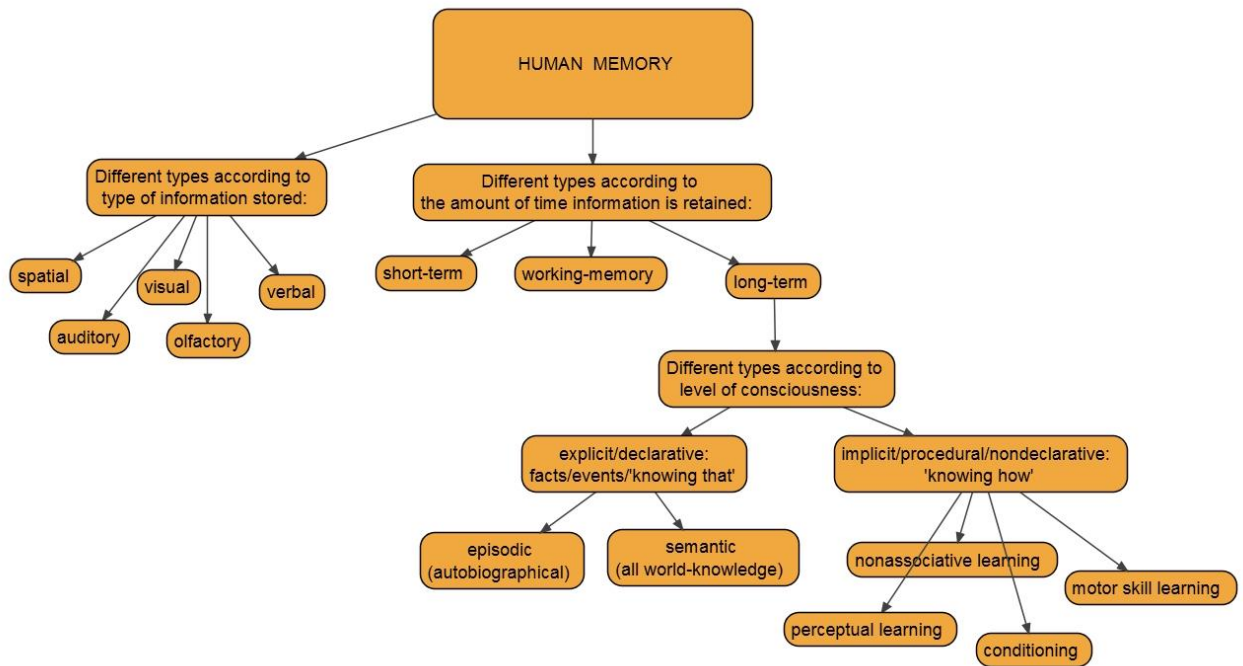 HUMAN MEMORY
Different types according to
type of information stored:
Different types according to
the amount of time information is retained:
spatial
visual
verbal
auditory
olfactory
short-term
working-memory
long-term
Different types according to
level of consciousness:
explicit/declarative:
facts/events/'knowing that'
implicit/procedural/nondeclarative:
'knowing how'
episodic
(autobiographical)
semantic
(all world-knowledge)
nonassociative learning
motor skill learning
perceptual learning
conditioning